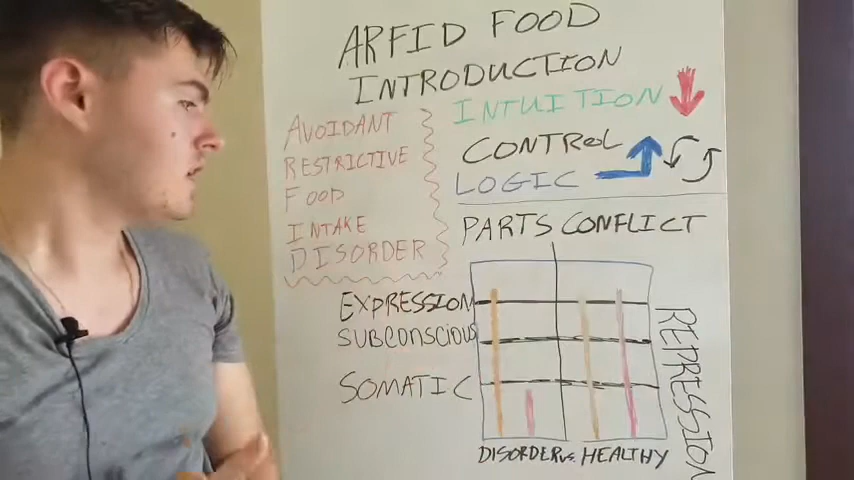 ARFID FOOD
INTRODUCTION
AVOIDANT
RESTRICTIVE
FOOD
INTAKE
DISORDER
INTUITION
CONTROL
LOGIC
PARTS CONFLICT
EXPRESSION
SUBCONSCIOUS
SOMATIC
REPRESSION
DISORDER vs. HEALTHY